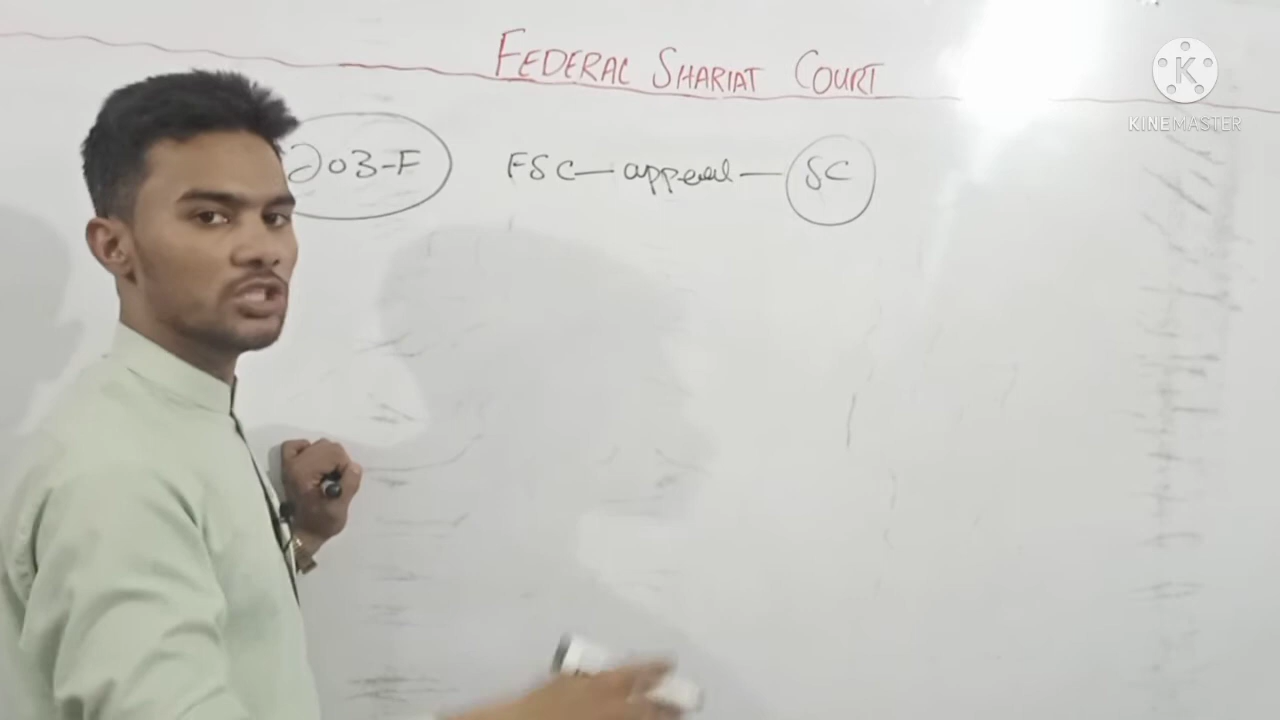 FEDERAL SHARIAT COURT
K
KINEMASTER
203-F FSC — appeal — SC